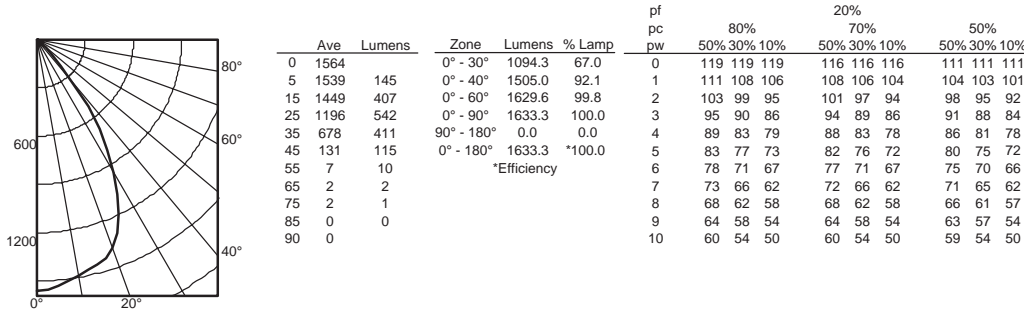 pf 20%
pc 80% 70% 50%
pw 50% 30% 10% 50% 30% 10% 50% 30% 10%
0 119 119 119 116 116 116 111 111 111
1 111 108 106 108 106 104 104 103 101
2 103 99 95 101 97 94 98 95 92
3 95 90 86 94 89 86 91 88 84
4 89 83 79 88 83 78 86 81 78
5 83 77 73 82 76 72 80 75 72
6 78 71 67 77 71 67 75 70 66
7 73 66 62 72 66 62 71 65 62
8 68 62 58 68 62 58 66 61 57
9 64 58 54 64 58 54 63 57 54
10 60 54 50 60 54 50 59 54 50
Ave Lumens
0 1564
5 1539 145
15 1449 407
25 1196 542
35 678 411
45 131 115
55 7 10
65 2 2
75 2 1
85 0 0
90 0
Zone Lumens % Lamp
0° - 30° 1094.3 67.0
0° - 40° 1505.0 92.1
0° - 60° 1629.6 99.8
0° - 90° 1633.3 100.0
90° - 180° 0.0 0.0
0° - 180° 1633.3 *100.0
*Efficiency
80°
60°
600
40°
1200
0° 20°